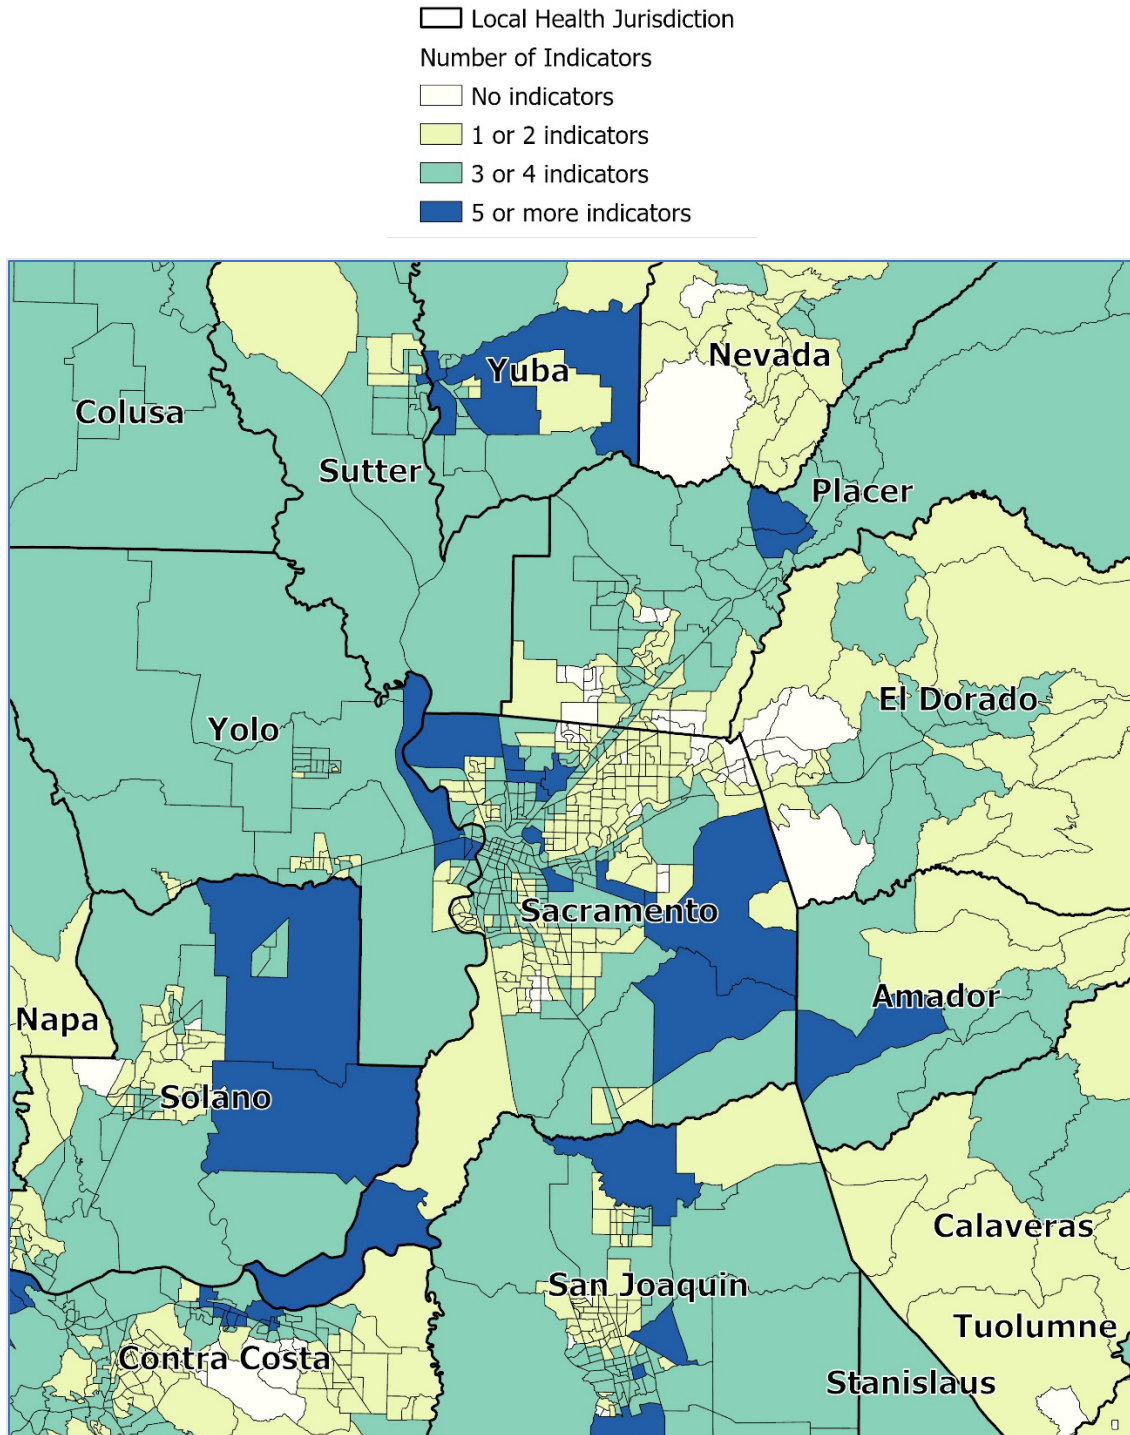 Local Health Jurisdiction
Number of Indicators
No indicators
1 or 2 indicators
3 or 4 indicators
5 or more indicators
Nevada
Yuba
Colusa
Sutter
Placer
El Dorado
Yolo
Sacramento
Amador
Napa
Solano
Calaveras
San Joaquin
Tuolumne
Contra Costa
Stanislaus